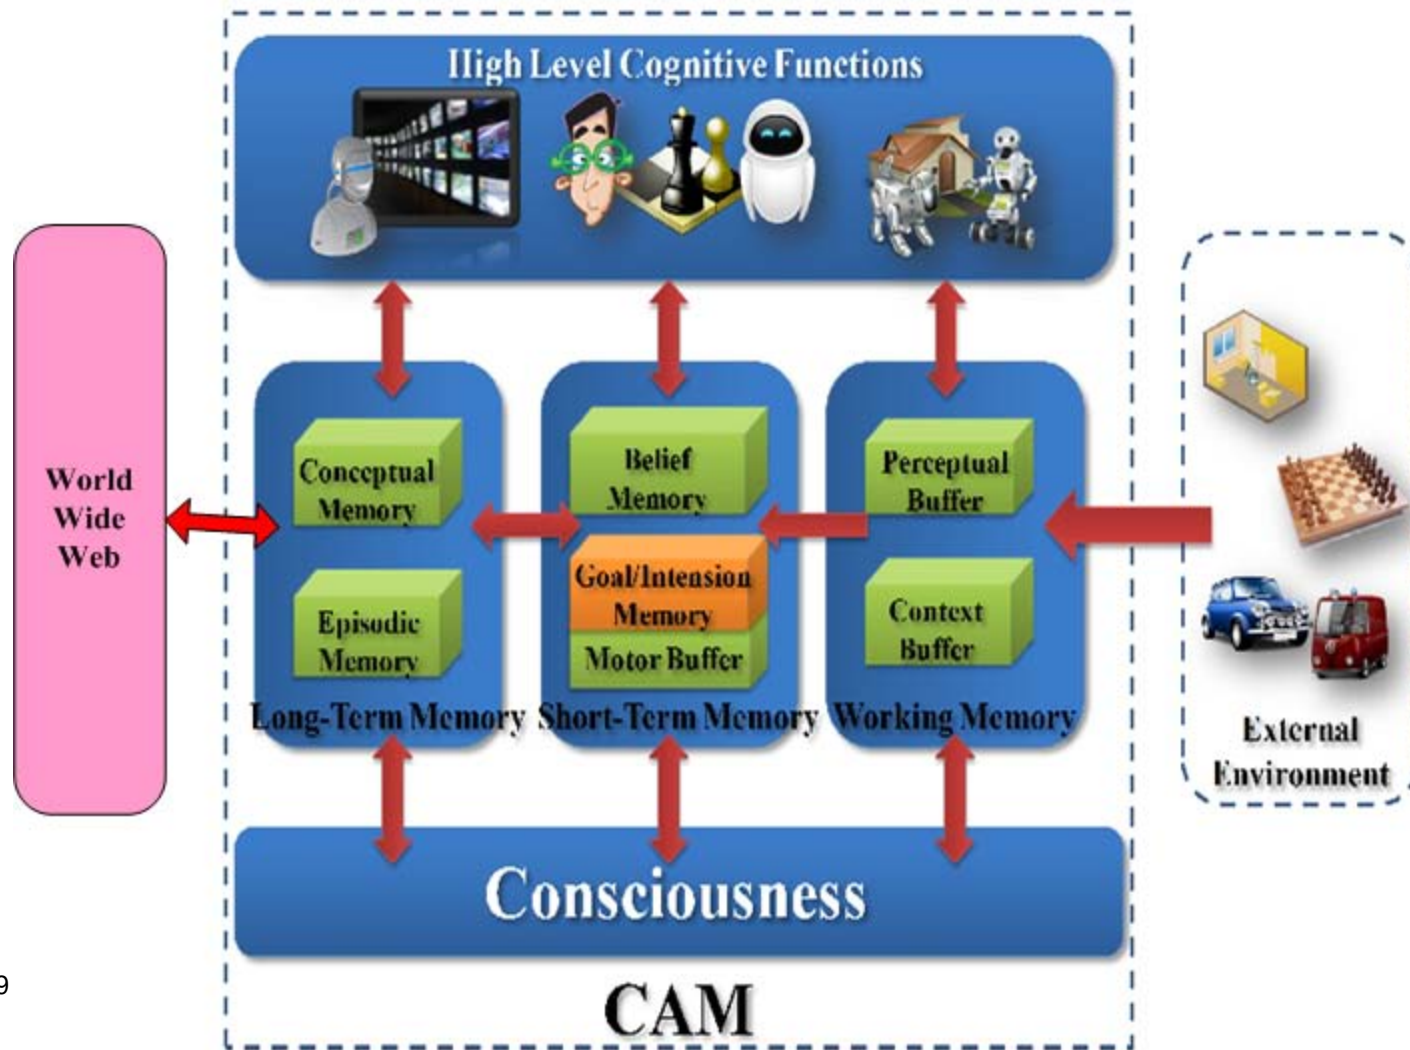 High Level Cognitive Functions
World
Wide
Web
Conceptual
Memory
Episodic
Memory
Long-Term Memory
Belief
Memory
Goal/Intension
Memory
Motor Buffer
Short-Term Memory
Perceptual
Buffer
Context
Buffer
Working Memory
External
Environment
Consciousness
9
CAM